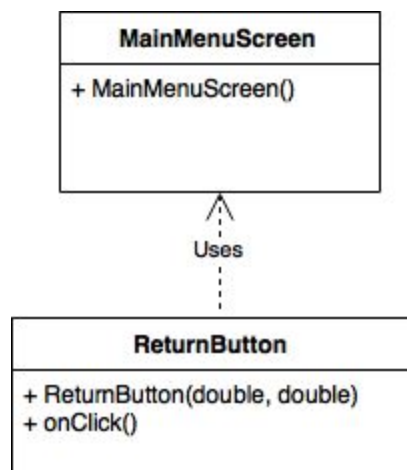 MainMenuScreen
+ MainMenuScreen()
Uses
ReturnButton
+ ReturnButton(double, double)
+ onClick()